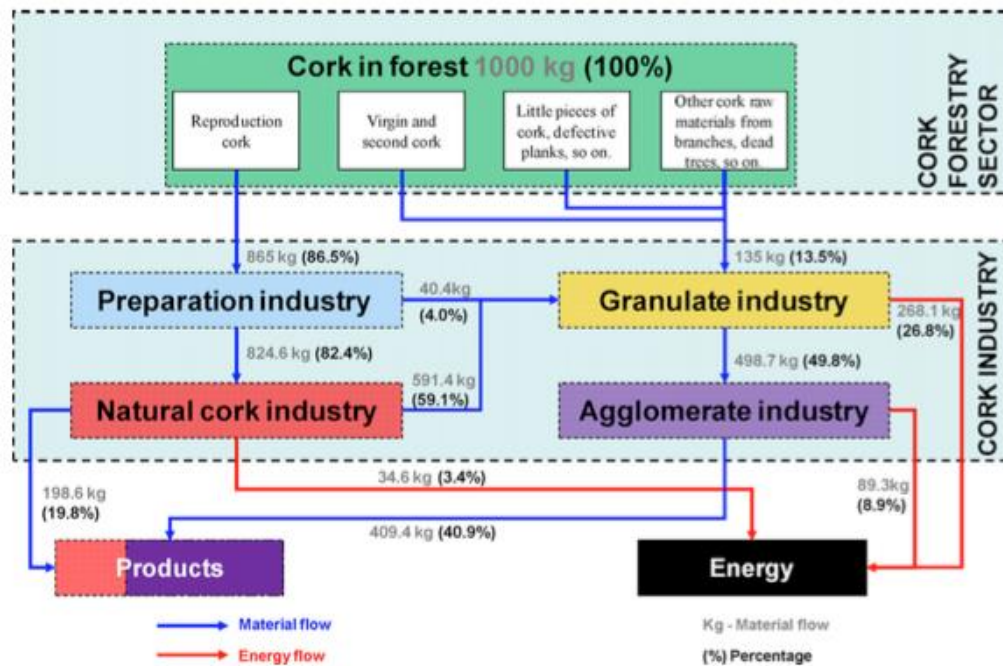 Cork in forest 1000 kg (100%)
Reproduction
cork
Virgin and
second cork
Little pieces of
cork, defective
planks, so on.
Other cork raw
materials from
branches, dead
trees, so on.
CORK
FORESTRY
SECTOR
865 kg (86.5%)
135 kg (13.5%)
Preparation industry
40.4kg
(4.0%)
Granulate industry
268.1 kg
(26.8%)
824.6 kg (82.4%)
591.4 kg
(59.1%)
498.7 kg (49.8%)
Natural cork industry
Agglomerate industry
CORK INDUSTRY
34.6 kg (3.4%)
198.6 kg
(19.8%)
89.3kg
(8.9%)
409.4 kg (40.9%)
Products
Energy
Material flow
Kg - Material flow
Energy flow
(%) Percentage